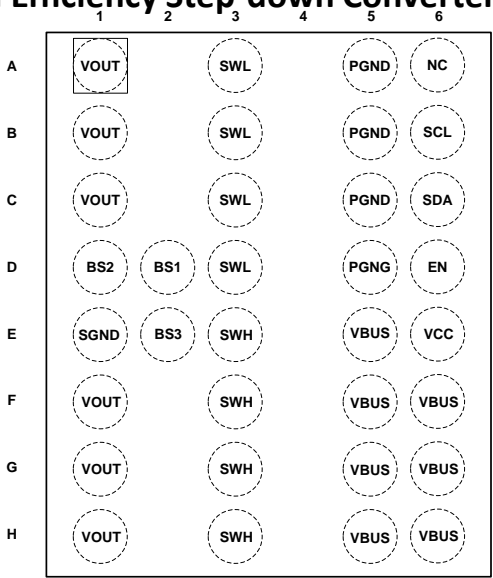 Efficiency Step-down Converter
1 2 3 4 5 6
A VOUT SWL PGND NC
B VOUT SWL PGND SCL
C VOUT SWL PGND SDA
D BS2 BS1 SWL PGNG EN
E SGND BS3 SWH VBUS VCC
F VOUT SWH VBUS VBUS
G VOUT SWH VBUS VBUS
H VOUT SWH VBUS VBUS